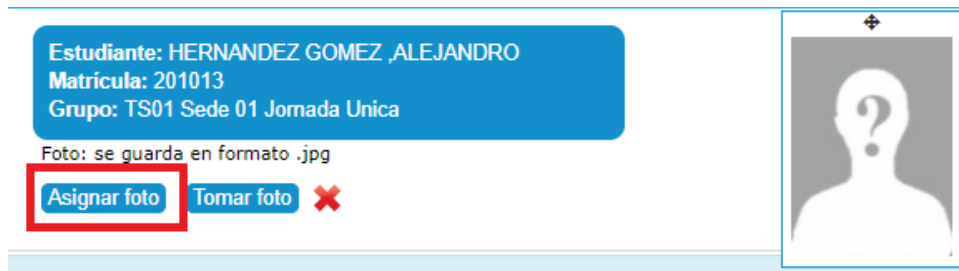 Estudiante: HERNANDEZ GOMEZ ,ALEJANDRO
Matrícula: 201013
Grupo: TS01 Sede 01 Jornada Unica
Foto: se guarda en formato .jpg
Asignar foto Tomar foto
?